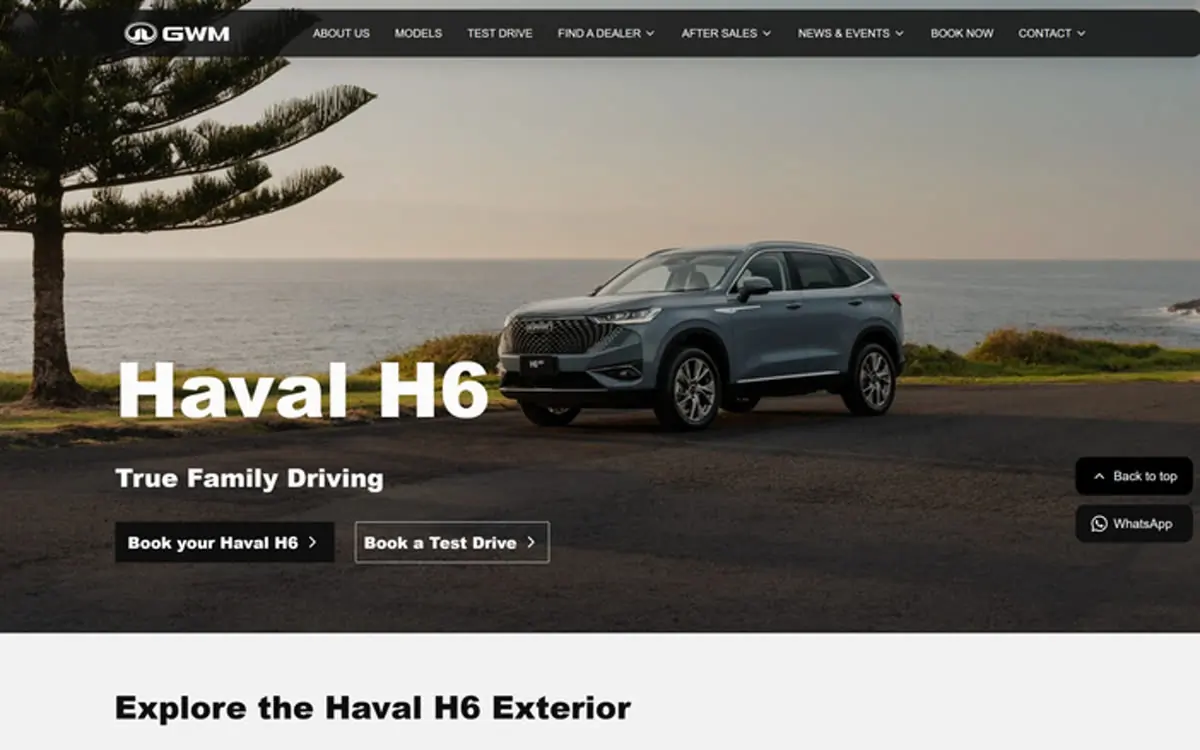 GWM
ABOUT US
MODELS
TEST DRIVE
FIND A DEALER
AFTER SALES
NEWS & EVENTS
BOOK NOW
CONTACT
Haval H6
True Family Driving
Book your Haval H6
Book a Test Drive
Back to top
WhatsApp
Explore the Haval H6 Exterior